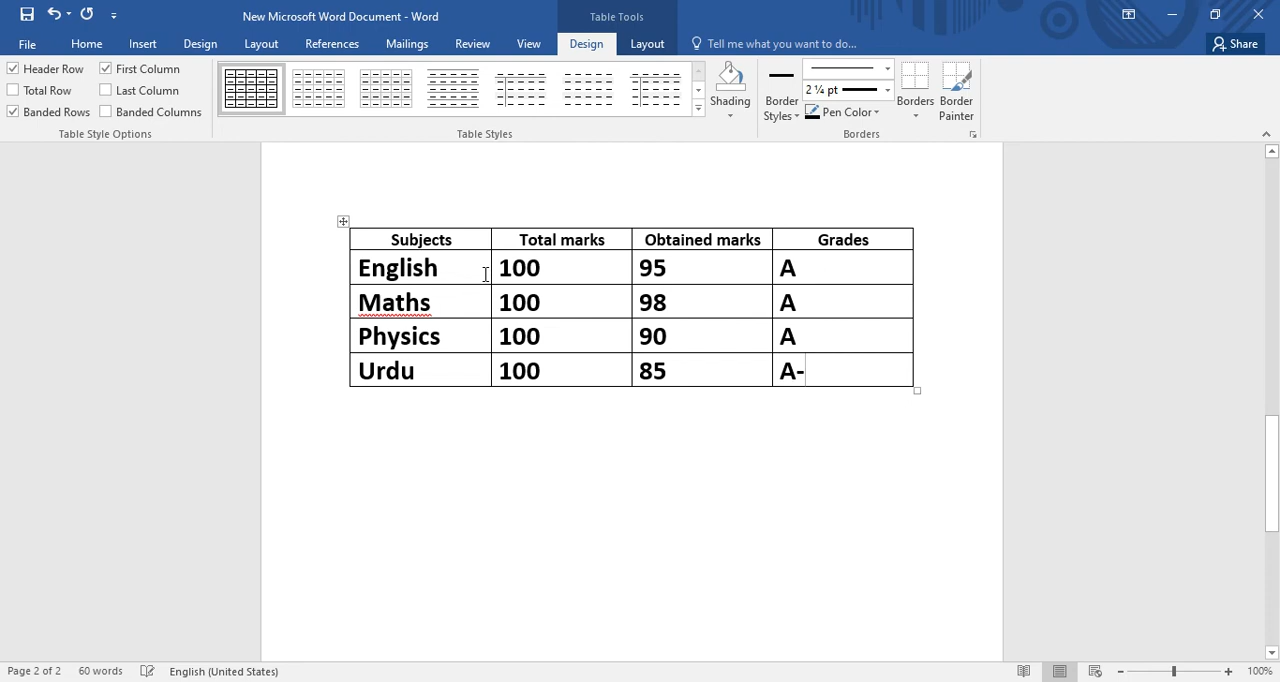 New Microsoft Word Document - Word
Table Tools
File Home Insert Design Layout References Mailings Review View Design Layout Tell me what you want to do... Share
Header Row First Column
Total Row Last Column
Banded Rows Banded Columns
Table Style Options
Table Styles
Shading
Border Styles
2 ¼ pt
Pen Color
Borders
Border Painter
Borders
Subjects Total marks Obtained marks Grades
English 100 95 A
Maths 100 98 A
Physics 100 90 A
Urdu 100 85 A-
Page 2 of 2 60 words English (United States) 100%